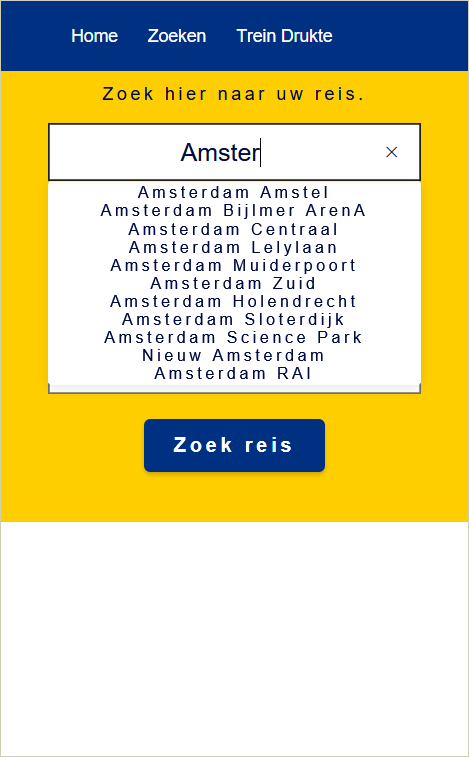 Home Zoeken Trein Drukte
Zoek hier naar uw reis.
Amster ×
Amsterdam Amstel
Amsterdam Bijlmer ArenA
Amsterdam Centraal
Amsterdam Lelylaan
Amsterdam Muiderpoort
Amsterdam Zuid
Amsterdam Holendrecht
Amsterdam Sloterdijk
Amsterdam Science Park
Nieuw Amsterdam
Amsterdam RAI
Zoek reis